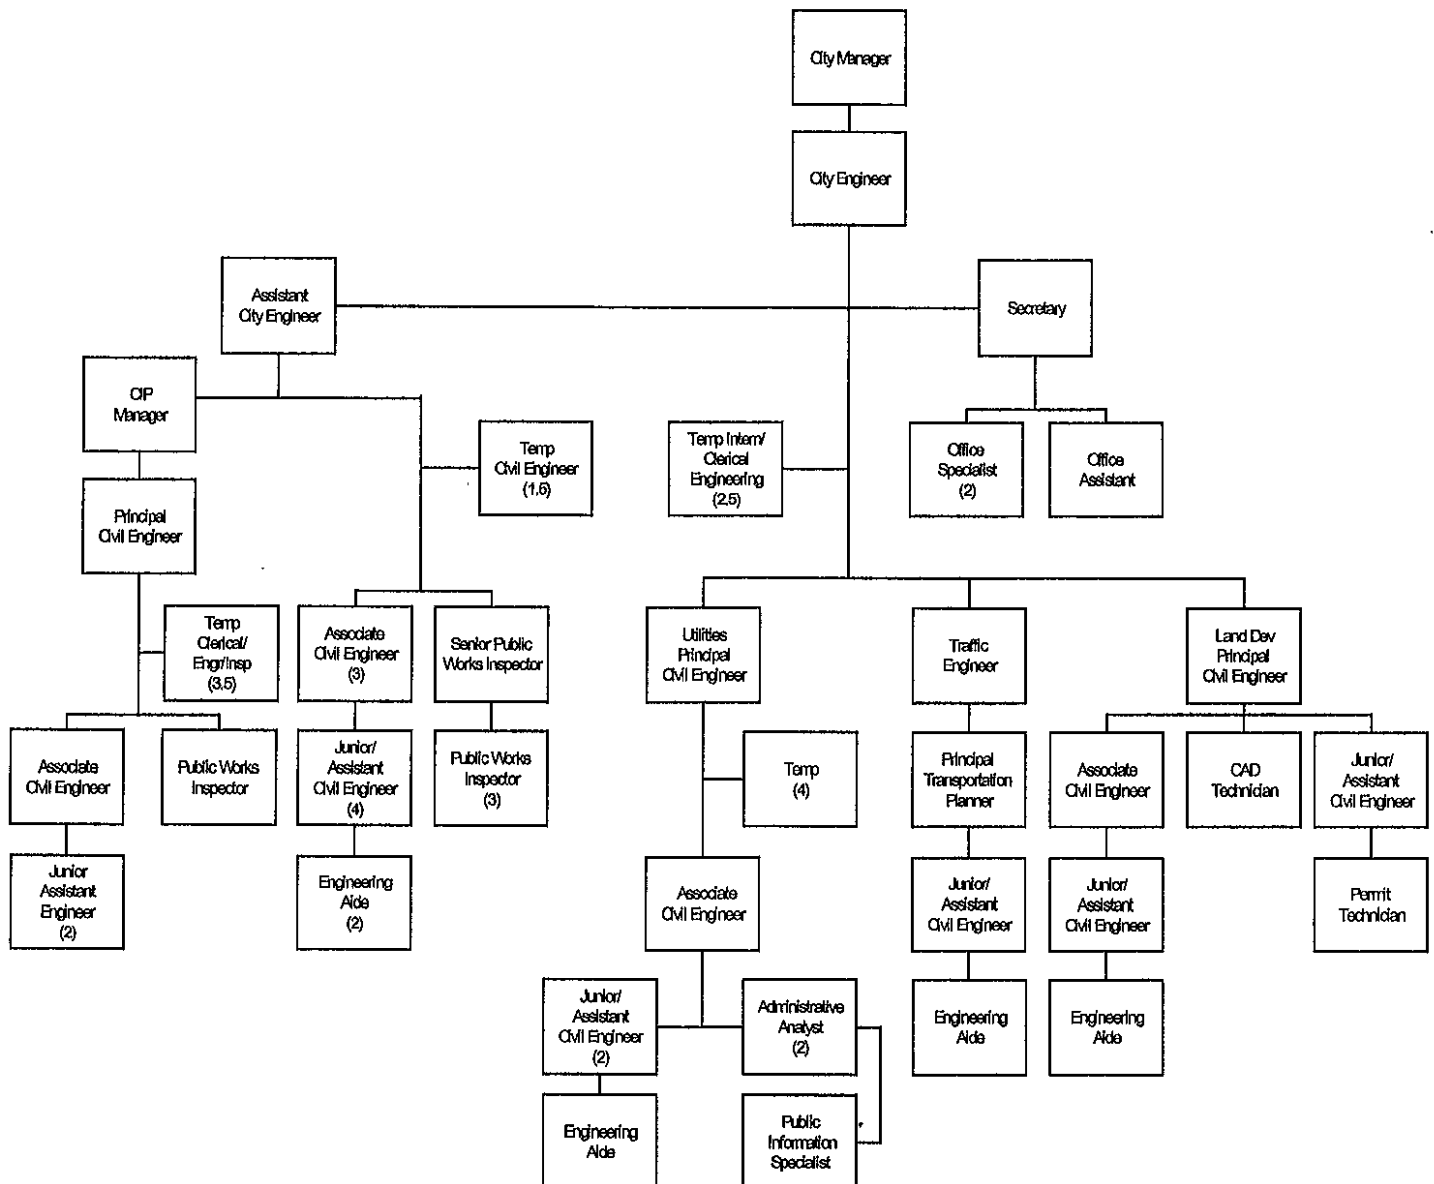 City Manager
City Engineer
Assistant
City Engineer
Secretary
CIP
Manager
Temp
Civil Engineer
(1.5)
Temp Intern/
Clerical
Engineering
(2.5)
Office
Specialist
(2)
Office
Assistant
Principal
Civil Engineer
Temp
Clerical/
Engr/Insp
(3.5)
Associate
Civil Engineer
(3)
Senior Public
Works Inspector
Utilities
Principal
Civil Engineer
Traffic
Engineer
Land Dev
Principal
Civil Engineer
Associate
Civil Engineer
Public Works
Inspector
Junior/
Assistant
Civil Engineer
(4)
Public Works
Inspector
(3)
Temp
(4)
Principal
Transportation
Planner
Associate
Civil Engineer
CAD
Technician
Junior/
Assistant
Civil Engineer
Junior
Assistant
Engineer
(2)
Engineering
Aide
(2)
Associate
Civil Engineer
Junior/
Assistant
Civil Engineer
Junior/
Assistant
Civil Engineer
Permit
Technician
Junior/
Assistant
Civil Engineer
(2)
Administrative
Analyst
(2)
Engineering
Aide
Engineering
Aide
Engineering
Aide
Public
Information
Specialist